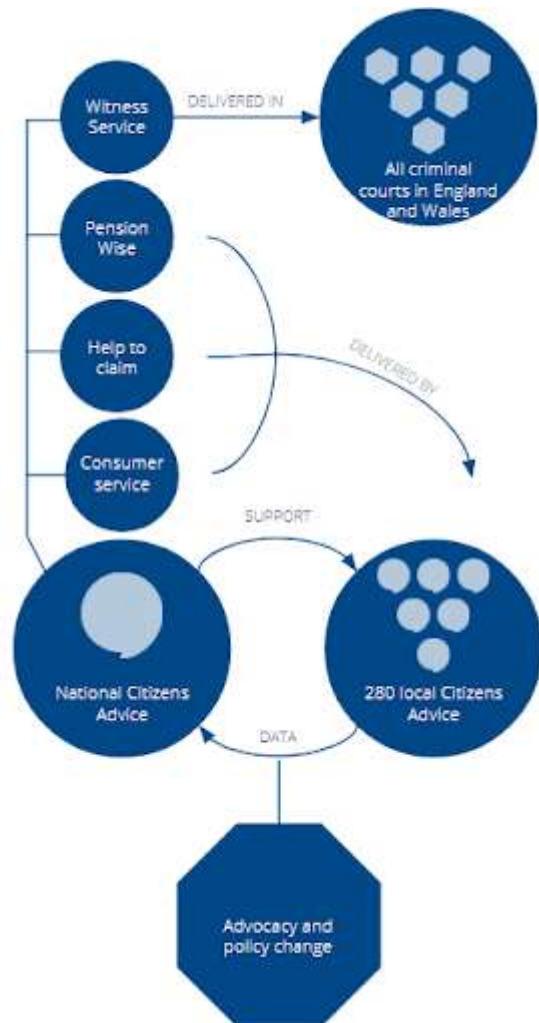 Witness
Service
DELIVERED IN
All criminal
courts in England
and Wales
Pension
Wise
Help to
claim
DELIVERED BY
Consumer
service
SUPPORT
National Citizens
Advice
280 local Citizens
Advice
DATA
Advocacy and
policy change